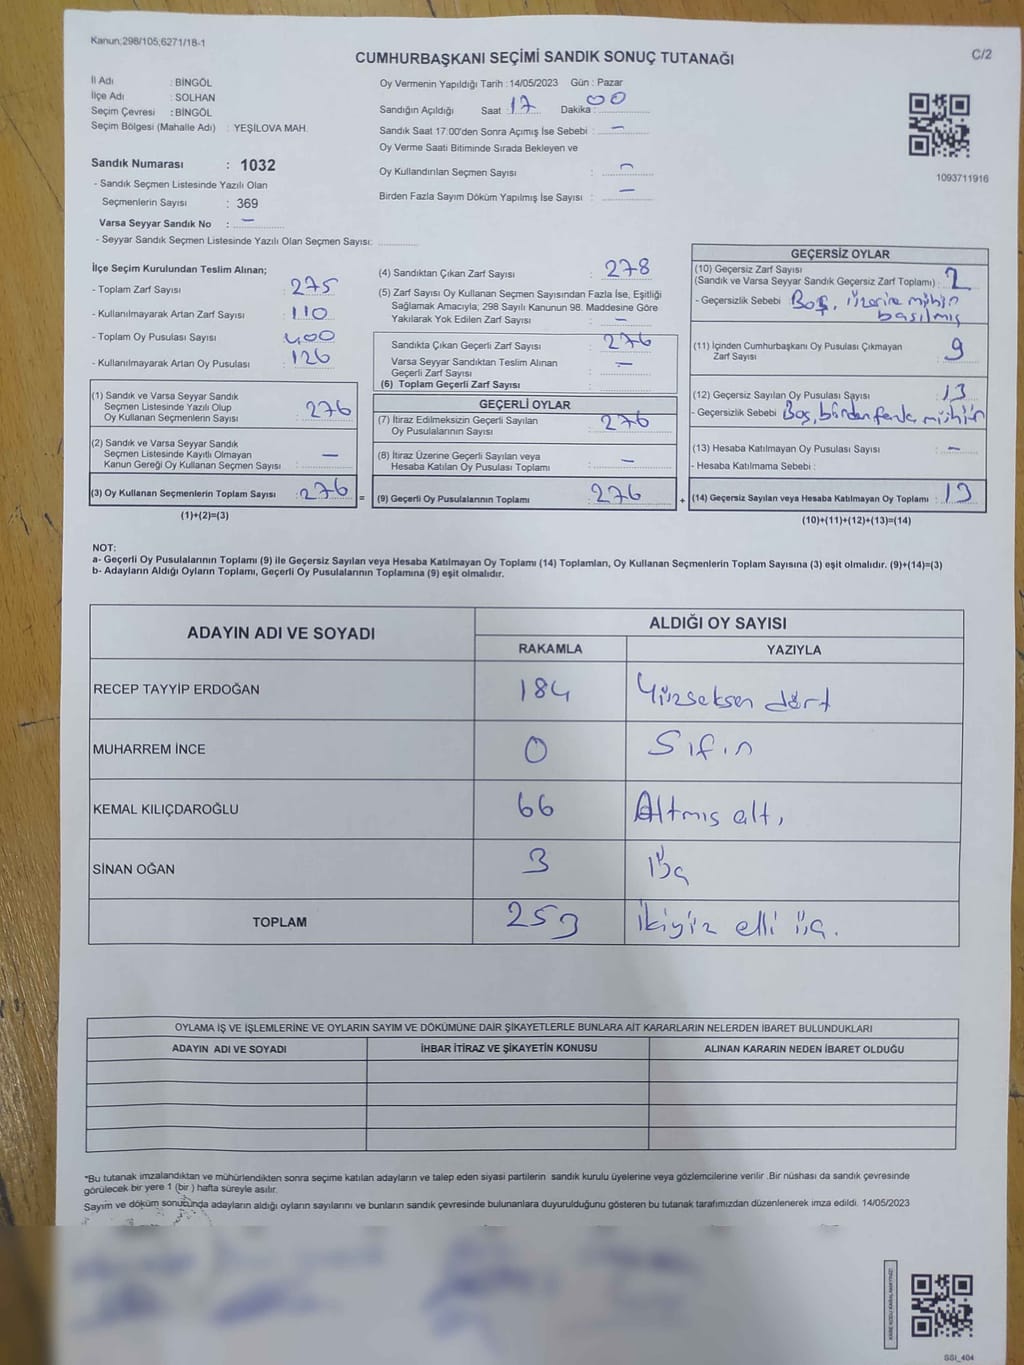 Kanun;298/105;6271/18-1
C/2
CUMHURBAŞKANI SEÇİMİ SANDIK SONUÇ TUTANAĞI
İl Adı : BİNGÖL
İlçe Adı : SOLHAN
Seçim Çevresi : BİNGÖL
Seçim Bölgesi (Mahalle Adı) : YEŞİLOVA MAH.
Sandık Numarası : 1032
- Sandık Seçmen Listesinde Yazılı Olan
Seçmenlerin Sayısı : 369
Varsa Seyyar Sandık No : —
- Seyyar Sandık Seçmen Listesinde Yazılı Olan Seçmen Sayısı:
Oy Vermenin Yapıldığı Tarih : 14/05/2023 Gün : Pazar
Sandığın Açıldığı Saat : 17 Dakika : 00
Sandık Saat 17:00'den Sonra Açımış İse Sebebi : —
Oy Verme Saati Bitiminde Sırada Bekleyen ve
Oy Kullandırılan Seçmen Sayısı : —
Birden Fazla Sayım Döküm Yapılmış İse Sayısı : —
1093711916
İlçe Seçim Kurulundan Teslim Alınan;
- Toplam Zarf Sayısı : 275
- Kullanılmayarak Artan Zarf Sayısı : 110
- Toplam Oy Pusulası Sayısı : 400
- Kullanılmayarak Artan Oy Pusulası : 126
(1) Sandık ve Varsa Seyyar Sandık
Seçmen Listesinde Yazılı Olup
Oy Kullanan Seçmenlerin Sayısı : 276
(2) Sandık ve Varsa Seyyar Sandık
Seçmen Listesinde Kayıtlı Olmayan
Kanun Gereği Oy Kullanan Seçmen Sayısı : —
(3) Oy Kullanan Seçmenlerin Toplam Sayısı : 276
(1)+(2)=(3)
(4) Sandıktan Çıkan Zarf Sayısı : 278
(5) Zarf Sayısı Oy Kullanan Seçmen Sayısından Fazla İse, Eşitliği
Sağlamak Amacıyla, 298 Sayılı Kanunun 98. Maddesine Göre
Yakılarak Yok Edilen Zarf Sayısı : —
Sandıkta Çıkan Geçerli Zarf Sayısı : 276
Varsa Seyyar Sandıktan Teslim Alınan
Geçerli Zarf Sayısı : —
(6) Toplam Geçerli Zarf Sayısı :
GEÇERLİ OYLAR
(7) İtiraz Edilmeksizin Geçerli Sayılan
Oy Pusulalarının Sayısı : 276
(8) İtiraz Üzerine Geçerli Sayılan veya
Hesaba Katılan Oy Pusulası Toplamı : —
= (9) Geçerli Oy Pusulalarının Toplamı : 276 +
GEÇERSİZ OYLAR
(10) Geçersiz Zarf Sayısı
(Sandık ve Varsa Seyyar Sandık Geçersiz Zarf Toplamı) : 2
- Geçersizlik Sebebi : Boş, üzerine mühür
basılmış
(11) İçinden Cumhurbaşkanı Oy Pusulası Çıkmayan
Zarf Sayısı : 9
(12) Geçersiz Sayılan Oy Pusulası Sayısı : 13
- Geçersizlik Sebebi Boş, birden fazla mühür
(13) Hesaba Katılmayan Oy Pusulası Sayısı : —
- Hesaba Katılmama Sebebi :
(14) Geçersiz Sayılan veya Hesaba Katılmayan Oy Toplamı : 13
(10)+(11)+(12)+(13)=(14)
NOT:
a- Geçerli Oy Pusulalarının Toplamı (9) ile Geçersiz Sayılan veya Hesaba Katılmayan Oy Toplamı (14) Toplamları, Oy Kullanan Seçmenlerin Toplam Sayısına (3) eşit olmalıdır. (9)+(14)=(3)
b- Adayların Aldığı Oyların Toplamı, Geçerli Oy Pusulalarının Toplamına (9) eşit olmalıdır.
ADAYIN ADI VE SOYADI
ALDIĞI OY SAYISI
RAKAMLA YAZIYLA
RECEP TAYYİP ERDOĞAN 184 Yüzseksen dört
MUHARREM İNCE 0 Sıfır
KEMAL KILIÇDAROĞLU 66 Altmış altı
SİNAN OĞAN 3 Üç
TOPLAM 253 İkiyüz elli üç.
OYLAMA İŞ VE İŞLEMLERİNE VE OYLARIN SAYIM VE DÖKÜMÜNE DAİR ŞİKAYETLERLE BUNLARA AİT KARARLARIN NELERDEN İBARET BULUNDUKLARI
ADAYIN ADI VE SOYADI İHBAR İTİRAZ VE ŞİKAYETİN KONUSU ALINAN KARARIN NEDEN İBARET OLDUĞU
*Bu tutanak imzalandıktan ve mühürlendikten sonra seçime katılan adayların ve talep eden siyasi partilerin sandık kurulu üyelerine veya gözlemcilerine verilir .Bir nüshası da sandık çevresinde
görülecek bir yere 1 (bir ) hafta süreyle asılır.
Sayım ve döküm sonucunda adayların aldığı oyların sayılarını ve bunların sandık çevresinde bulunanlara duyurulduğunu gösteren bu tutanak tarafımızdan düzenlenerek imza edildi. 14/05/2023
SSI_404